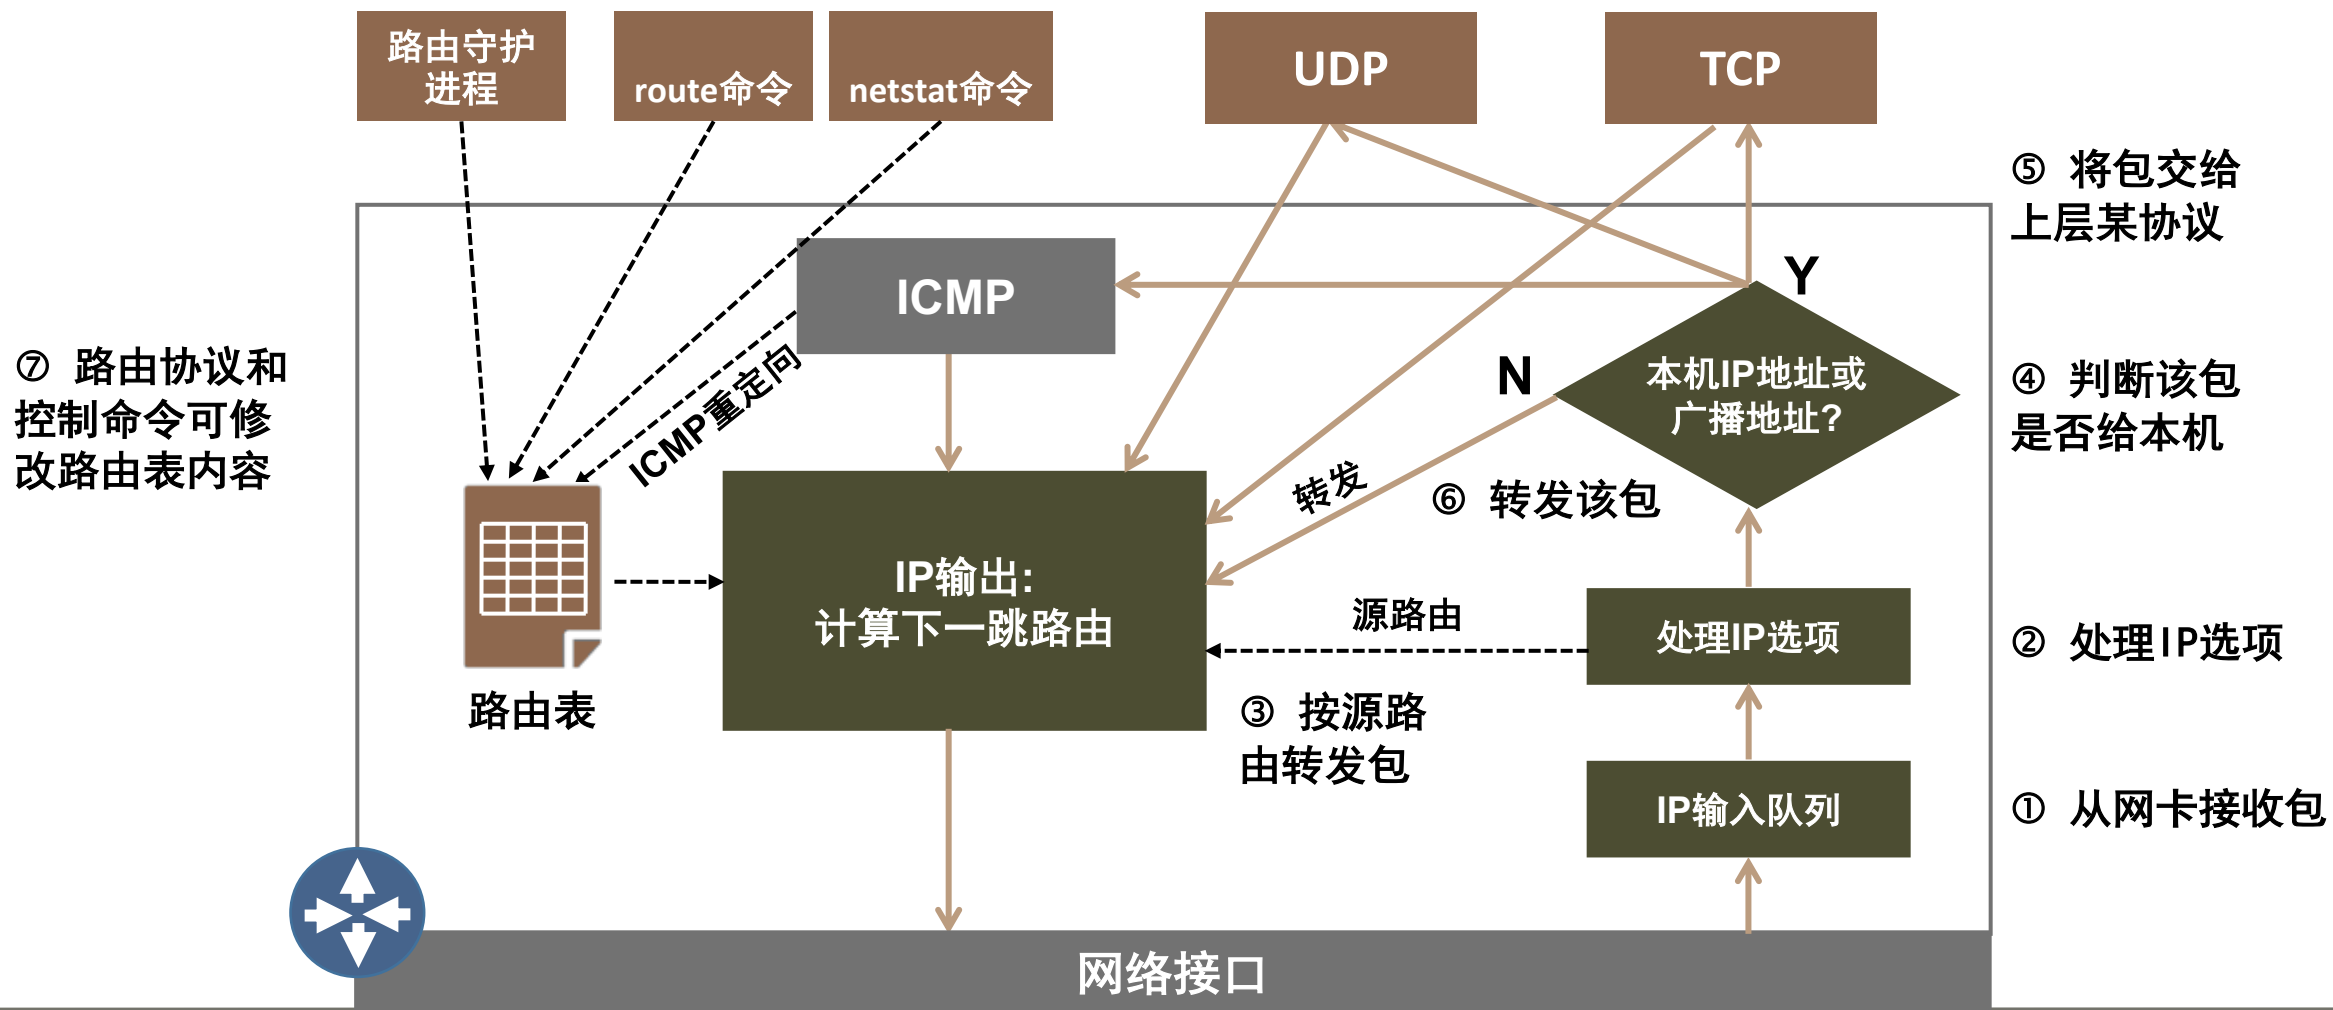 路由守护
进程
route命令
netstat命令
UDP
TCP
⑤ 将包交给
上层某协议
ICMP
Y
⑦ 路由协议和
控制命令可修
改路由表内容
ICMP重定向
N
本机IP地址或
广播地址?
④ 判断该包
是否给本机
转发
⑥ 转发该包
IP输出:
计算下一跳路由
源路由
处理IP选项
② 处理IP选项
路由表
③ 按源路
由转发包
IP输入队列
① 从网卡接收包
网络接口